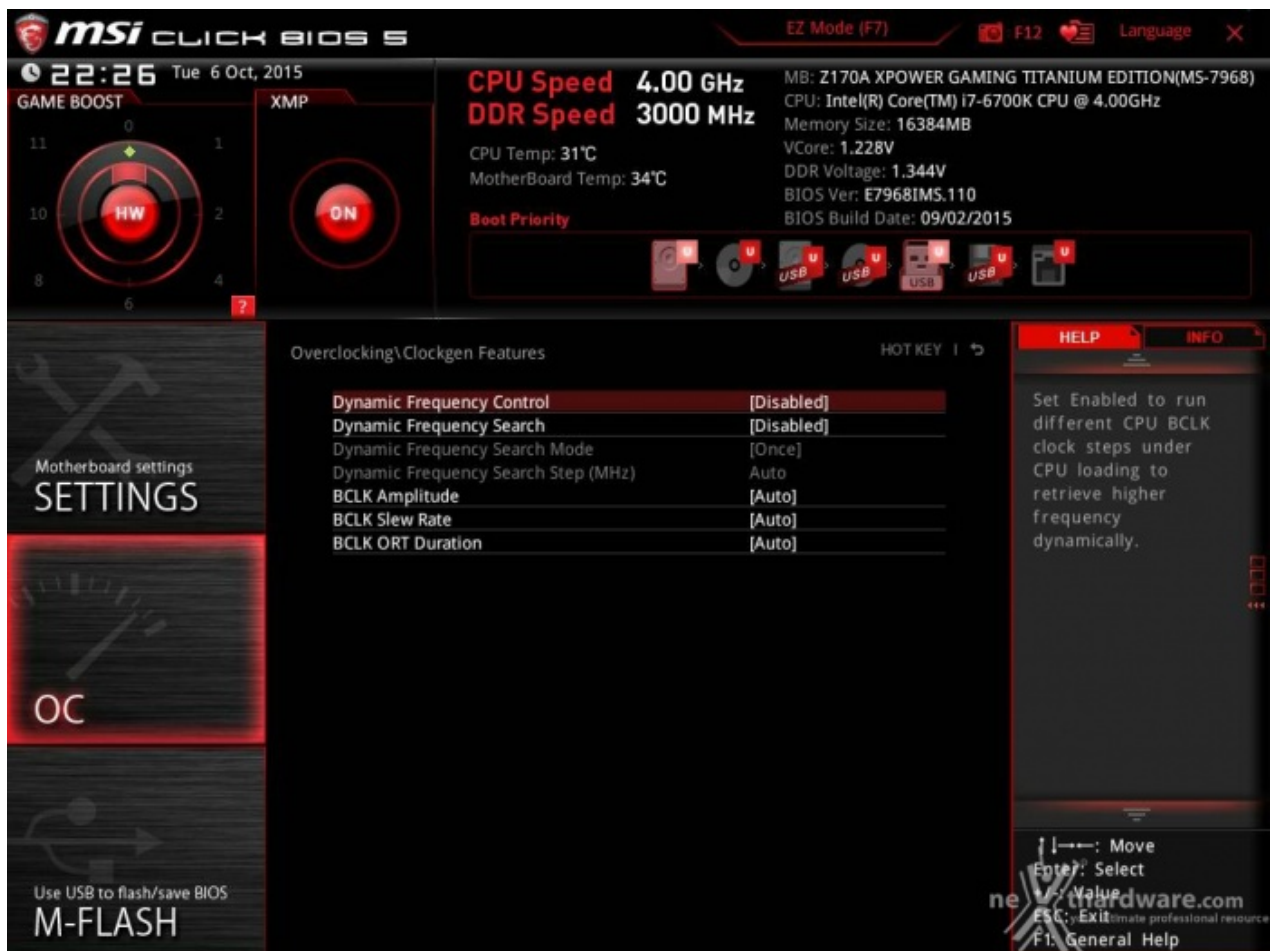 msi CLICK BIOS 5
EZ Mode (F7)
F12
Language
X
22:26 Tue 6 Oct, 2015
GAME BOOST
XMP
0
11
1
10
HW
2
8
4
6
?
ON
CPU Speed 4.00 GHz
DDR Speed 3000 MHz
CPU Temp: 31°C
MotherBoard Temp: 34°C
MB: Z170A XPOWER GAMING TITANIUM EDITION(MS-7968)
CPU: Intel(R) Core(TM) i7-6700K CPU @ 4.00GHz
Memory Size: 16384MB
VCore: 1.228V
DDR Voltage: 1.344V
BIOS Ver: E7968IMS.110
BIOS Build Date: 09/02/2015
Boot Priority
U U U U U U U
USB USB USB USB
Motherboard settings
SETTINGS
OC
Use USB to flash/save BIOS
M-FLASH
Overclocking\Clockgen Features
HOT KEY |
Dynamic Frequency Control [Disabled]
Dynamic Frequency Search [Disabled]
Dynamic Frequency Search Mode [Once]
Dynamic Frequency Search Step (MHz) Auto
BCLK Amplitude [Auto]
BCLK Slew Rate [Auto]
BCLK ORT Duration [Auto]
HELP
INFO
Set Enabled to run
different CPU BCLK
clock steps under
CPU loading to
retrieve higher
frequency
dynamically.
↑↓→←: Move
Enter: Select
+/-: Value
ESC: Exit
F1: General Help